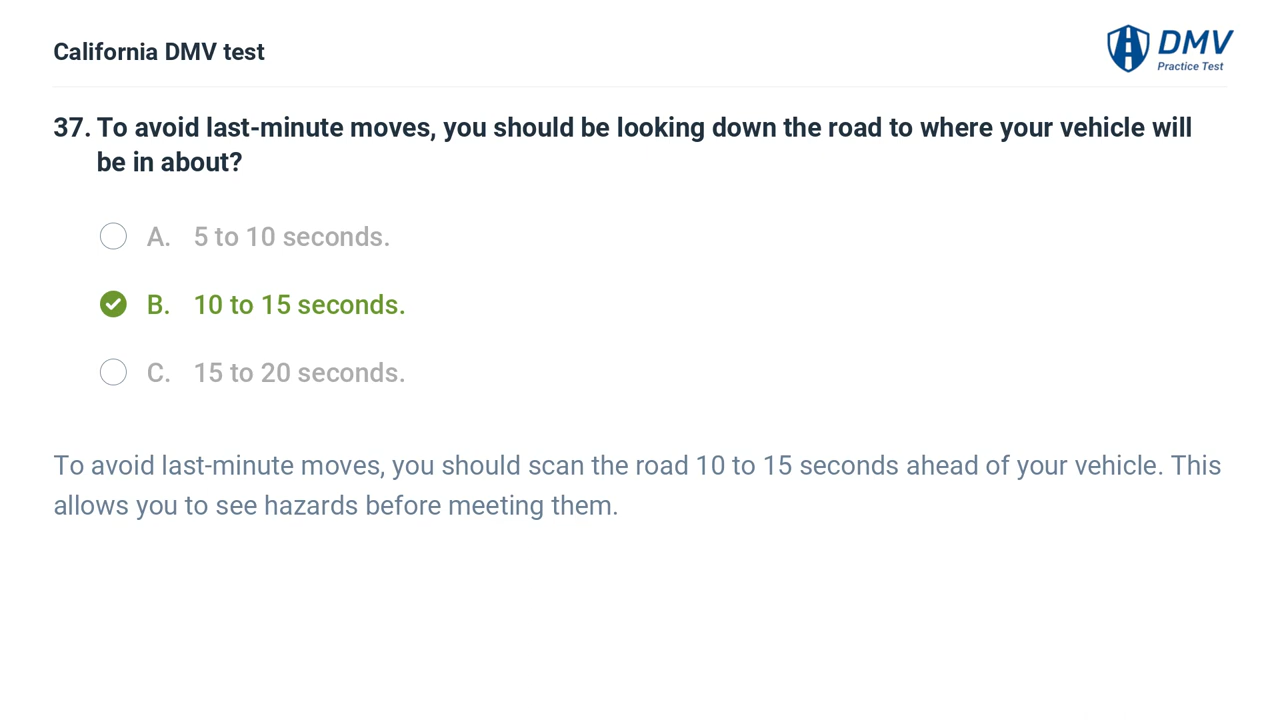 California DMV test
DMV
Practice Test
37. To avoid last-minute moves, you should be looking down the road to where your vehicle will
be in about?
A. 5 to 10 seconds.
B. 10 to 15 seconds.
C. 15 to 20 seconds.
To avoid last-minute moves, you should scan the road 10 to 15 seconds ahead of your vehicle. This
allows you to see hazards before meeting them.